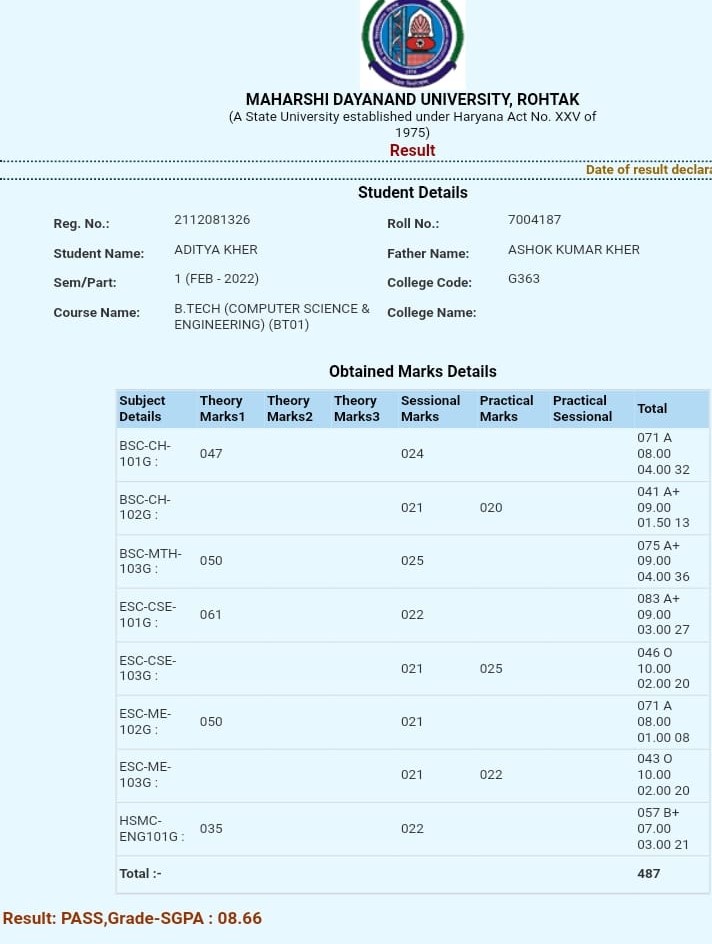 MAHARSHI DAYANAND UNIVERSITY, ROHTAK
(A State University established under Haryana Act No. XXV of
1975)
Result
Date of result declara
Student Details
Reg. No.: 2112081326 Roll No.: 7004187
Student Name: ADITYA KHER Father Name: ASHOK KUMAR KHER
Sem/Part: 1 (FEB - 2022) College Code: G363
Course Name: B.TECH (COMPUTER SCIENCE & College Name:
ENGINEERING) (BT01)
Obtained Marks Details
Subject Theory Theory Theory Sessional Practical Practical Total
Details Marks1 Marks2 Marks3 Marks Marks Sessional
BSC-CH- 047 024 071 A
101G : 08.00
04.00 32
BSC-CH- 021 020 041 A+
102G : 09.00
01.50 13
BSC-MTH- 050 025 075 A+
103G : 09.00
04.00 36
ESC-CSE- 061 022 083 A+
101G : 09.00
03.00 27
ESC-CSE- 021 025 046 O
103G : 10.00
02.00 20
ESC-ME- 050 021 071 A
102G : 08.00
01.00 08
ESC-ME- 021 022 043 O
103G : 10.00
02.00 20
HSMC- 035 022 057 B+
ENG101G : 07.00
03.00 21
Total :- 487
Result: PASS,Grade-SGPA : 08.66